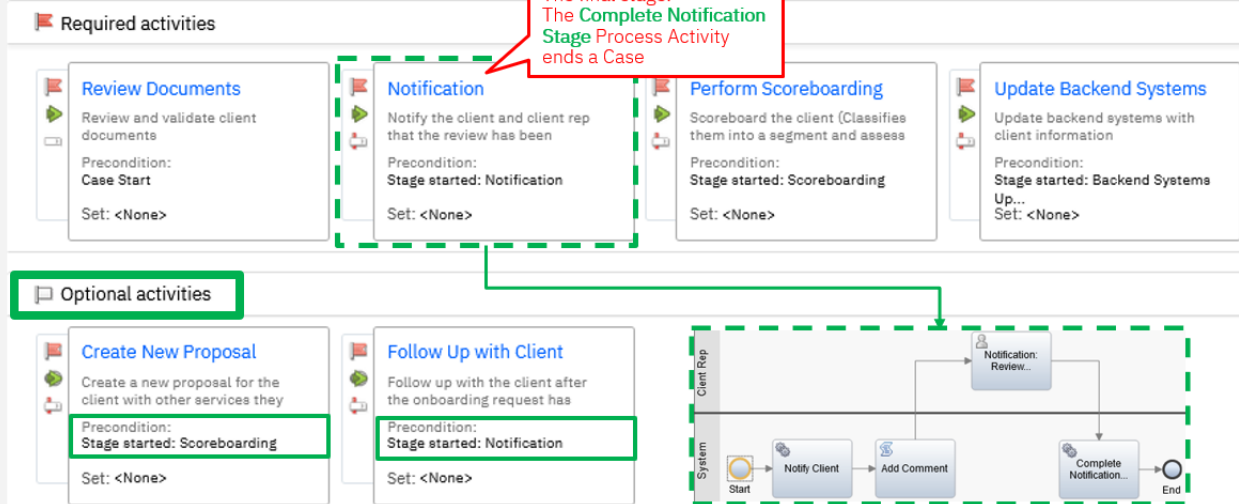 The final stage:
The Complete Notification
Stage Process Activity
ends a Case
Required activities
Review Documents
Review and validate client
documents
Precondition:
Case Start
Set: <None>
Notification
Notify the client and client rep
that the review has been
Precondition:
Stage started: Notification
Set: <None>
Perform Scoreboarding
Scoreboard the client (Classifies
them into a segment and assess
Precondition:
Stage started: Scoreboarding
Set: <None>
Update Backend Systems
Update backend systems with
client information
Precondition:
Stage started: Backend Systems
Up...
Set: <None>
Optional activities
Create New Proposal
Create a new proposal for the
client with other services they
Precondition:
Stage started: Scoreboarding
Set: <None>
Follow Up with Client
Follow up with the client after
the onboarding request has
Precondition:
Stage started: Notification
Set: <None>
Client Rep
Notification:
Review...
System
Start
Notify Client
Add Comment
Complete
Notification...
End